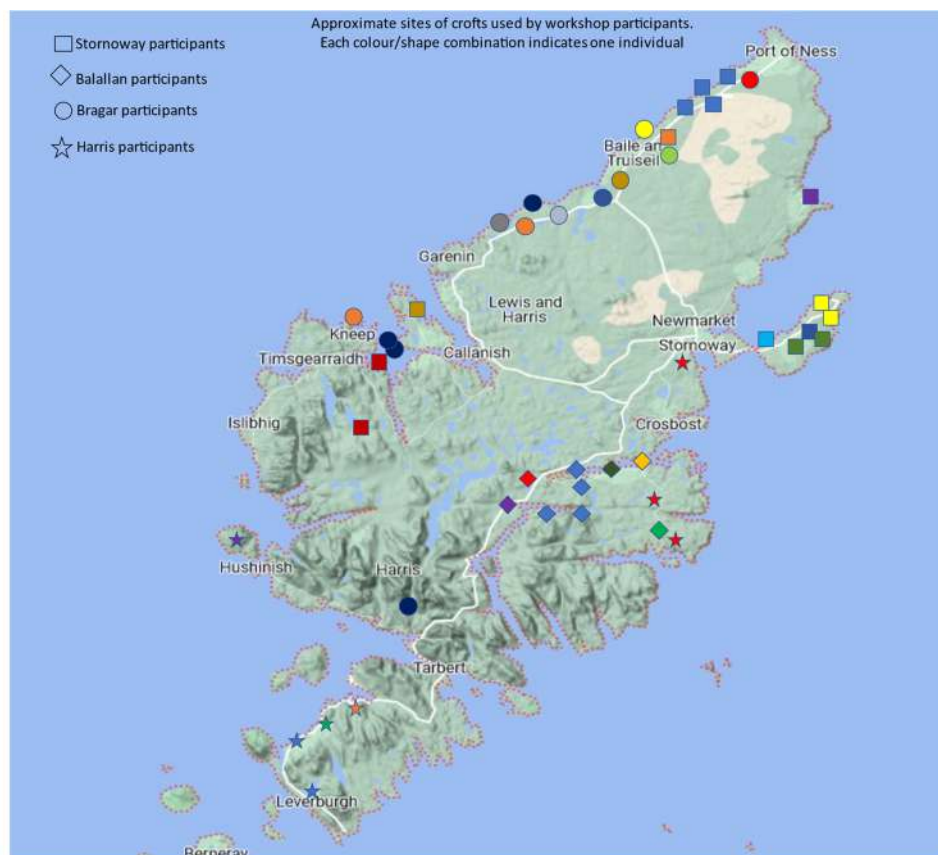 Approximate sites of crofts used by workshop participants.
Each colour/shape combination indicates one individual
Stornoway participants
Balallan participants
Bragar participants
Harris participants
Port of Ness
Baile an
Truiseil
Garenin
Lewis and
Harris
Newmarket
Kneep
Stornoway
Timsgearraidh
Callanish
Islibhig
Crosbost
Hushinish
Harris
Tarbert
Leverburgh
Berneray